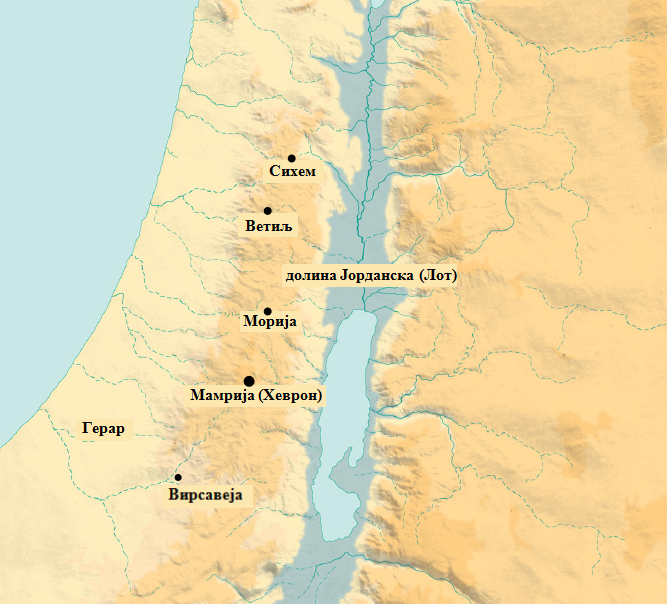 Сихем
Ветиљ
долина Јорданска (Лот)
Морија
Мамрија (Хеврон)
Герар
Вирсавеја